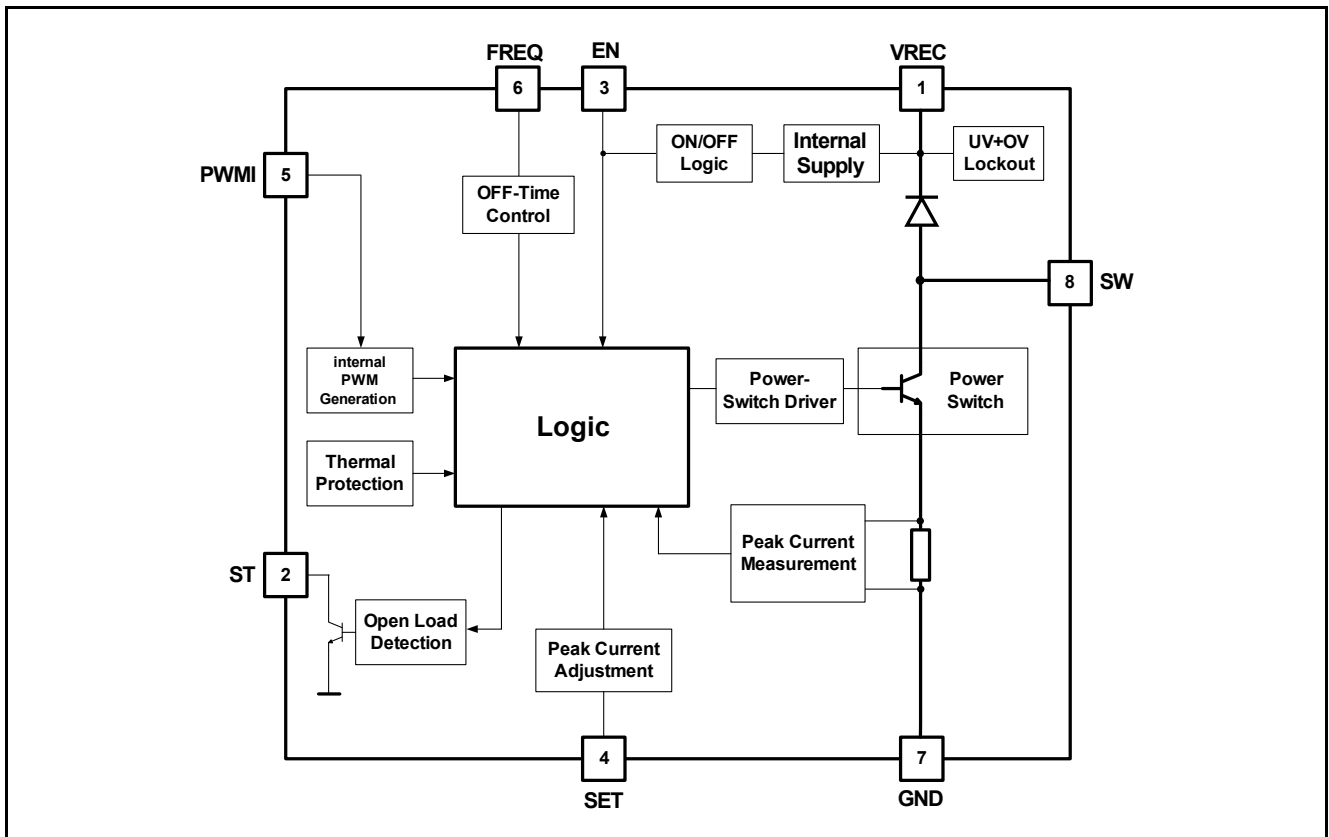 FREQ
EN
VREC
6
3
1
ON/OFF
Logic
Internal
Supply
UV+OV
Lockout
PWMI
5
OFF-Time
Control
8
SW
internal
PWM
Generation
Logic
Power-
Switch Driver
Power
Switch
Thermal
Protection
Peak Current
Measurement
ST
2
Open Load
Detection
Peak Current
Adjustment
4
7
SET
GND